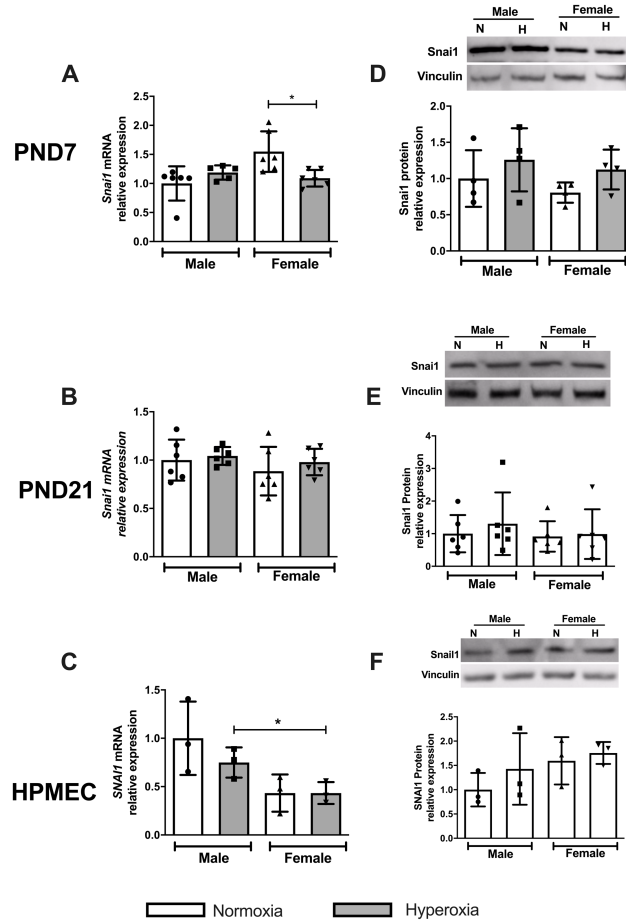 Male Female
N H N H
Snai1
Vinculin
A
D
PND7
Snai1 mRNA
relative expression
2.5
2.0
1.5
1.0
0.5
0.0
*
Male Female
Snai1 protein
relative expression
2.0
1.5
1.0
0.5
0.0
Male Female
Male Female
N H N H
Snai1
Vinculin
B
E
PND21
Snai1 mRNA
relative expression
1.5
1.0
0.5
0.0
Male Female
Snai1 Protein
relative expression
4
3
2
1
0
Male Female
Male Female
N H N H
Snail1
Vinculin
C
F
HPMEC
SNAI1 mRNA
relative expression
1.5
1.0
0.5
0.0
*
Male Female
SNAI1 Protein
relative expression
2.5
2.0
1.5
1.0
0.5
0.0
Male Female
Normoxia Hyperoxia